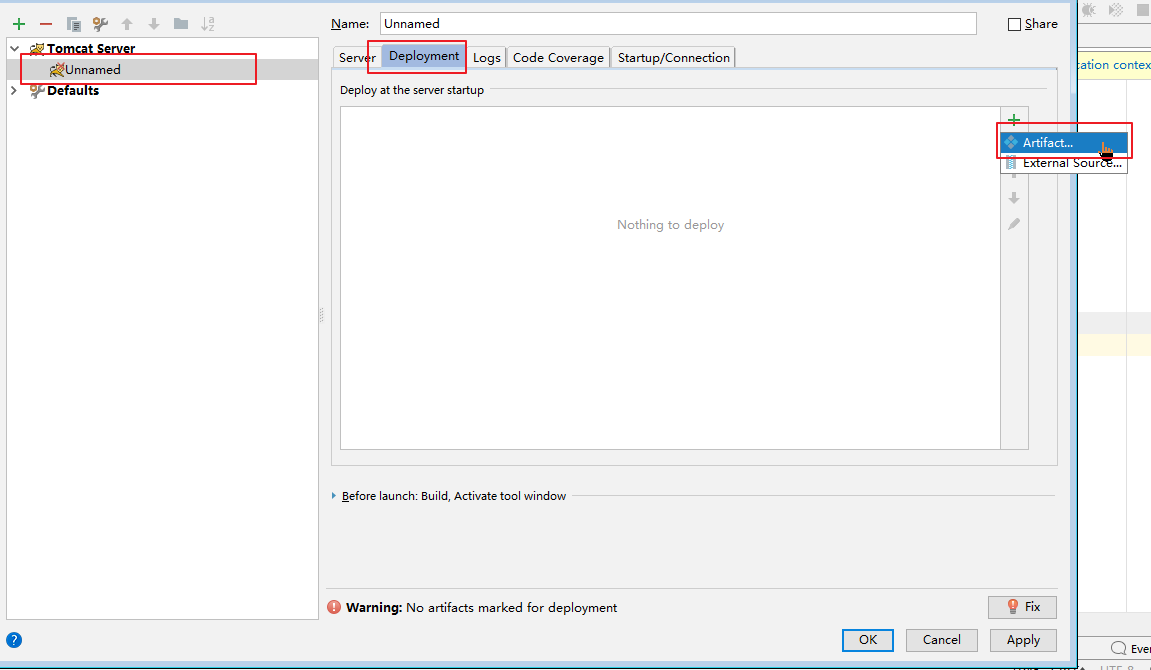 Name: Unnamed Share
Tomcat Server
Unnamed
Defaults
Server Deployment Logs Code Coverage Startup/Connection
cation contex
Deploy at the server startup
Artifact...
External Source...
Nothing to deploy
Before launch: Build, Activate tool window
Warning: No artifacts marked for deployment
Fix
OK Cancel Apply
?
Ever